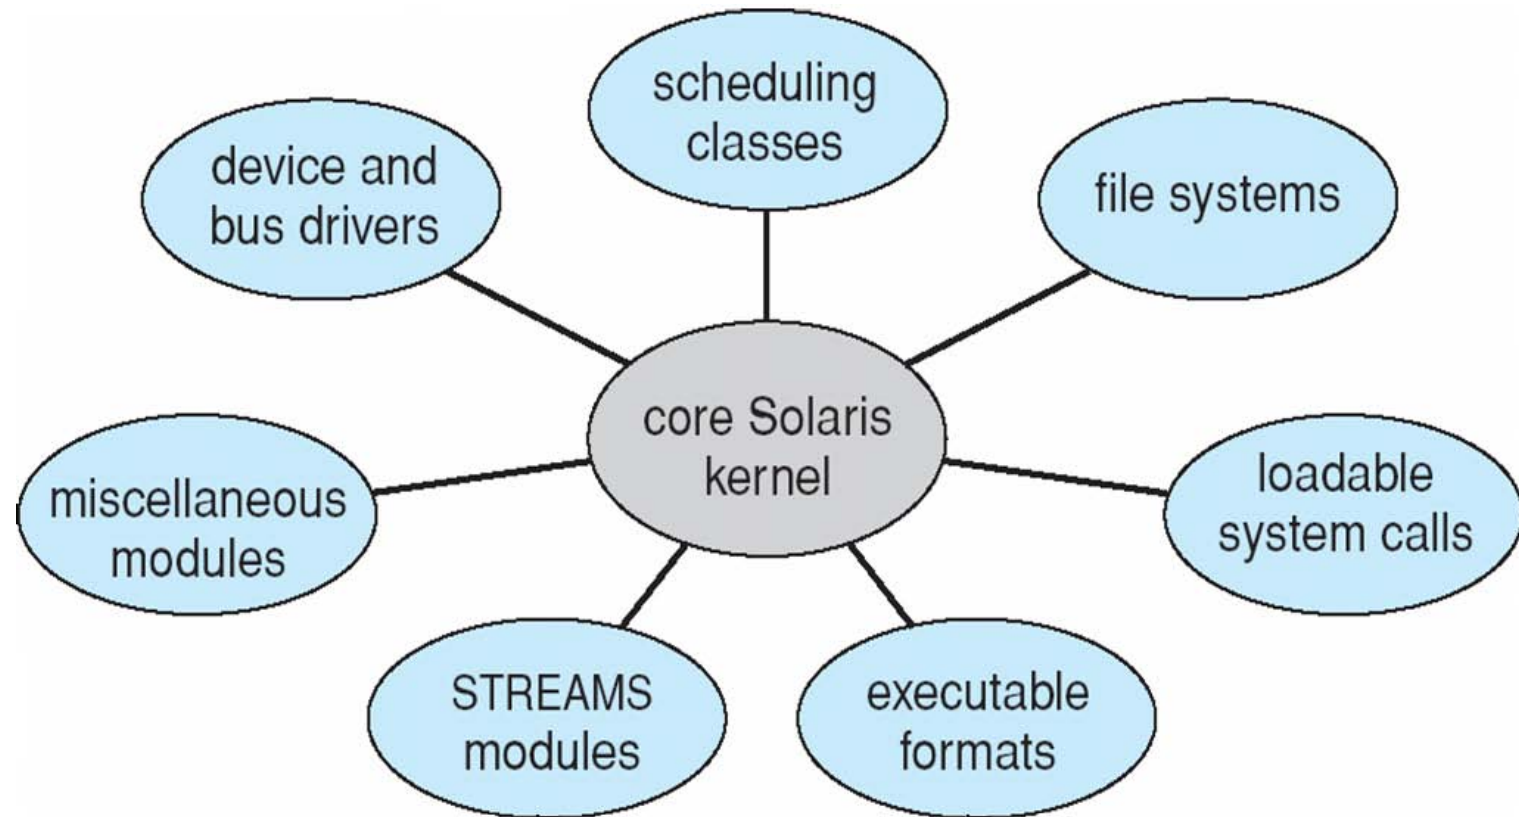 scheduling
classes
device and
bus drivers
file systems
core Solaris
kernel
loadable
system calls
miscellaneous
modules
STREAMS
modules
executable
formats